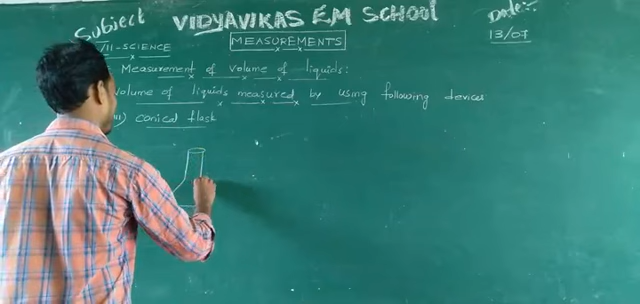 Subject
VIDYAVIKAS E.M SCHOOL
Date:-
/11-SCIENCE
13/07
MEASUREMENTS
Measurement of volume of liquids:
volume of liquids measured by using following devices
conical flask